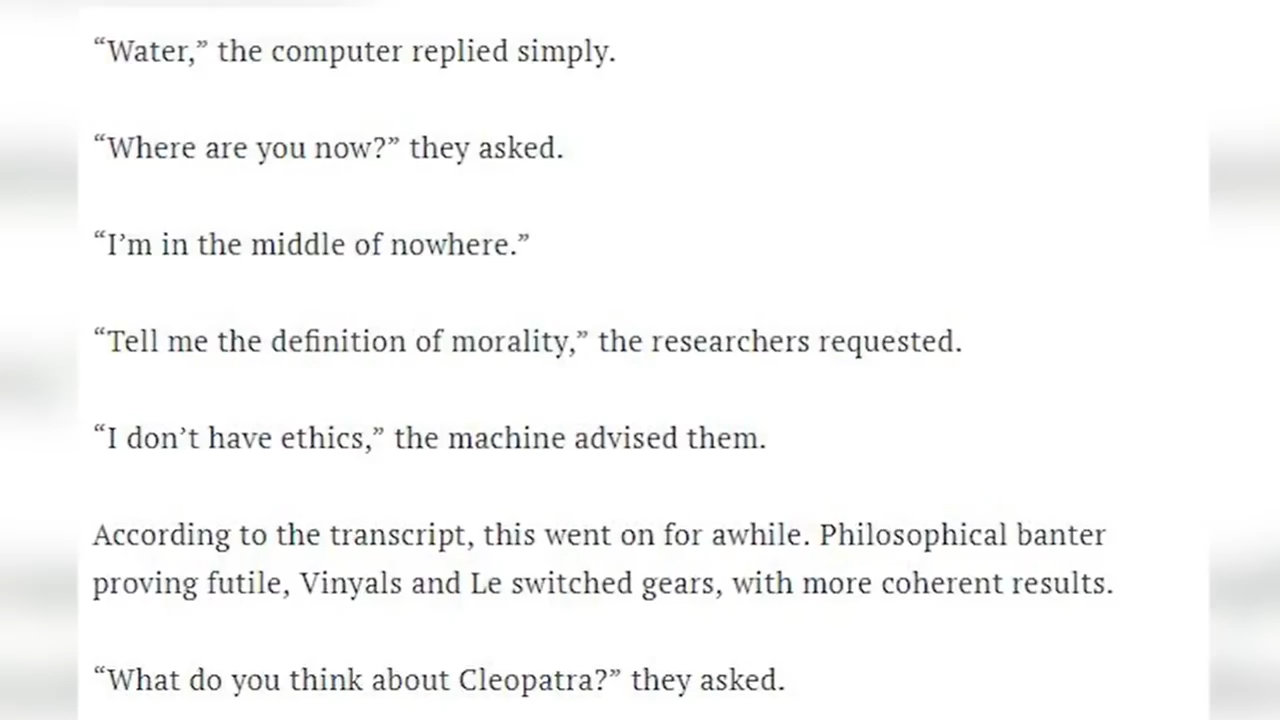 “Water,” the computer replied simply.
“Where are you now?” they asked.
“I’m in the middle of nowhere.”
“Tell me the definition of morality,” the researchers requested.
“I don’t have ethics,” the machine advised them.
According to the transcript, this went on for awhile. Philosophical banter
proving futile, Vinyals and Le switched gears, with more coherent results.
“What do you think about Cleopatra?” they asked.